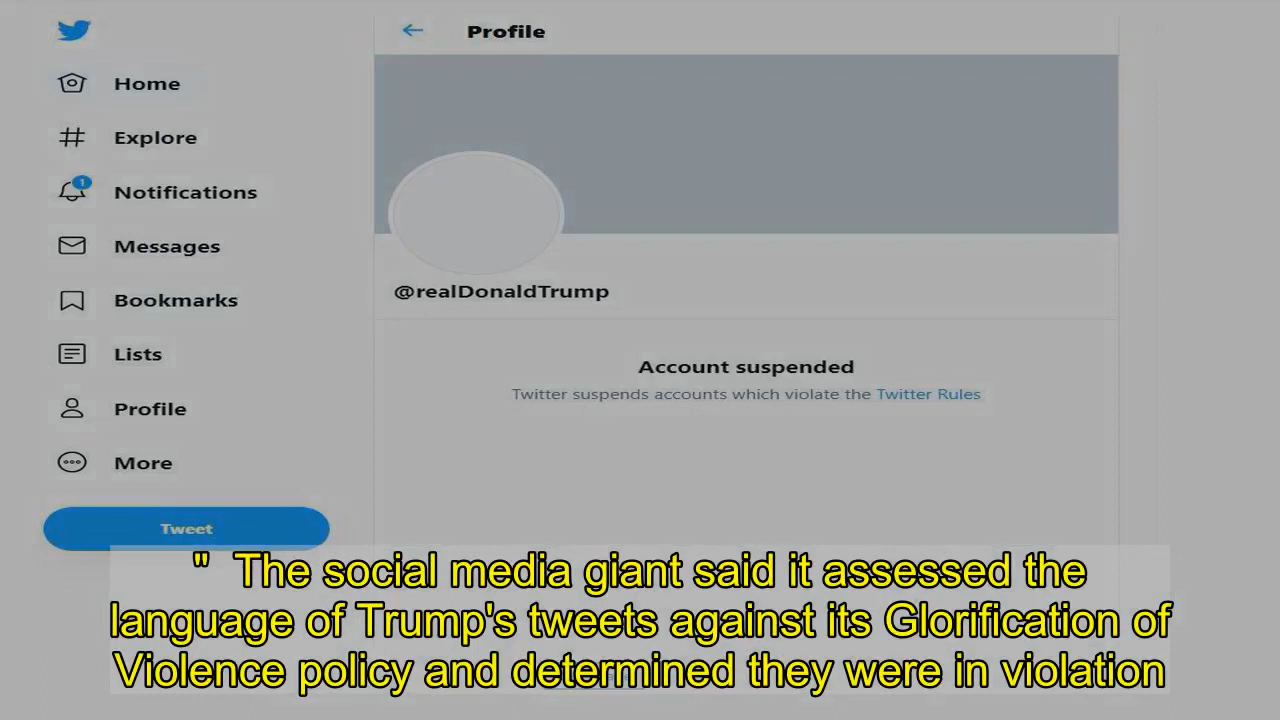 Profile
Home
Explore
1
Notifications
Messages
Bookmarks
Lists
Profile
More
Tweet
@realDonaldTrump
Account suspended
Twitter suspends accounts which violate the Twitter Rules
" The social media giant said it assessed the
language of Trump's tweets against its Glorification of
Violence policy and determined they were in violation